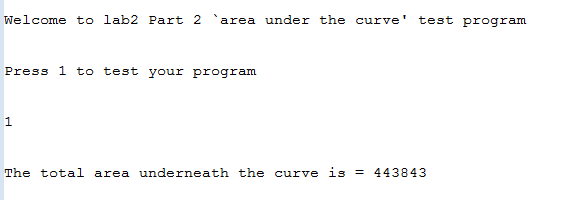 Welcome to lab2 Part 2 `area under the curve' test program
Press 1 to test your program
1
The total area underneath the curve is = 443843